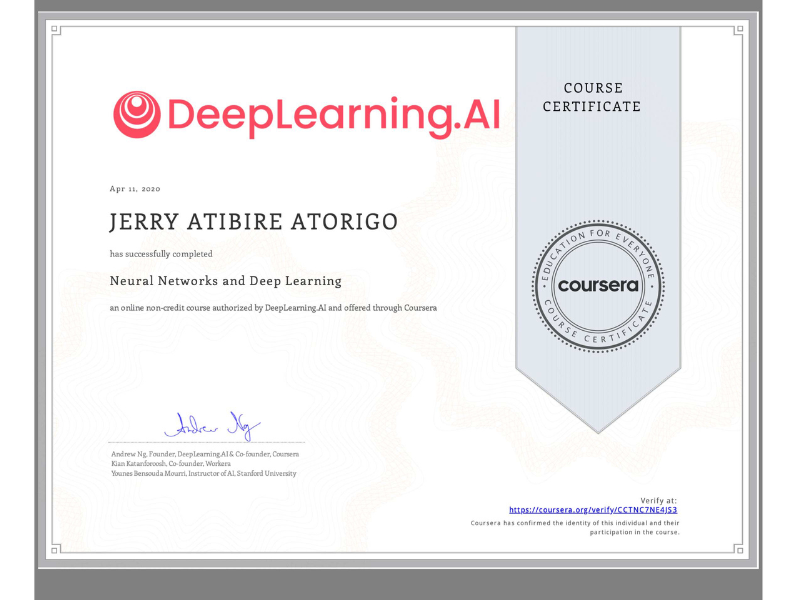 DeepLearning.AI
COURSE
CERTIFICATE
Apr 11, 2020
JERRY ATIBIRE ATORIGO
has successfully completed
Neural Networks and Deep Learning
an online non-credit course authorized by DeepLearning.AI and offered through Coursera
EDUCATION FOR EVERYONE
coursera
COURSE CERTIFICATE
Andrew Ng
Andrew Ng, Founder, DeepLearning.AI & Co-founder, Coursera
Kian Katanforoosh, Co-founder, Workera
Younes Bensouda Mourri, Instructor of AI, Stanford University
Verify at:
https://coursera.org/verify/CCTNC7NE4JS3
Coursera has confirmed the identity of this individual and their
participation in the course.